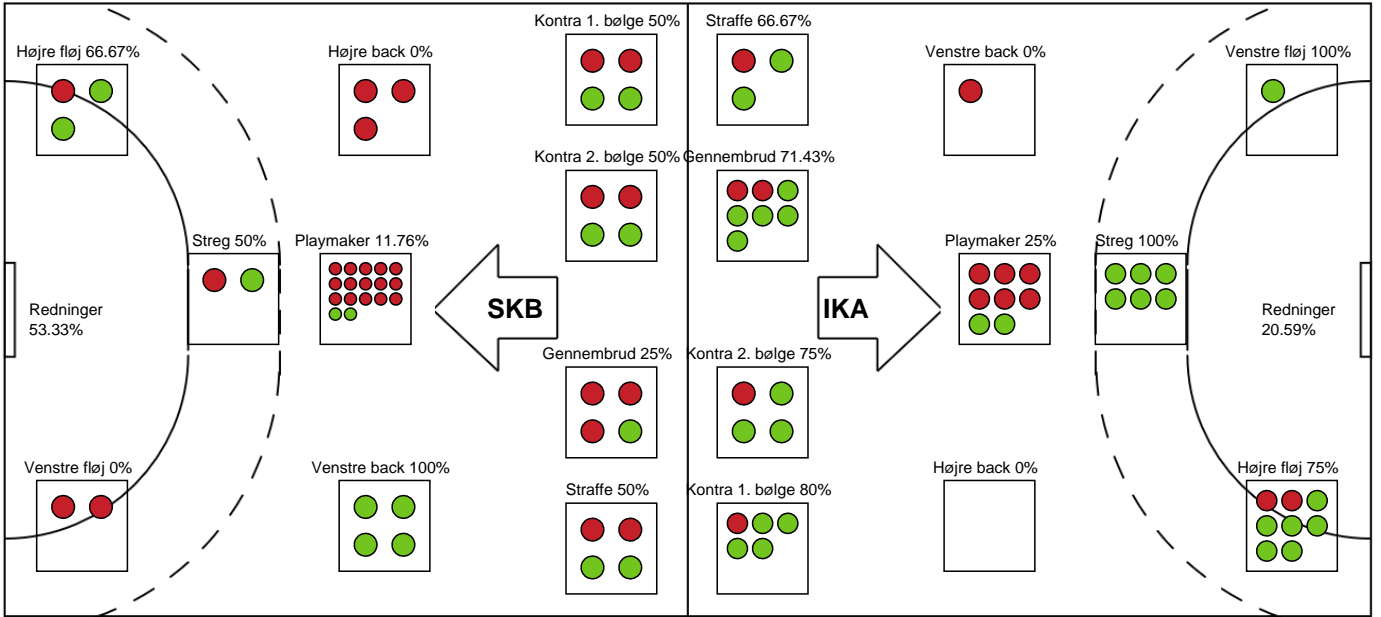 Kontra 1. bølge 50%
Straffe 66.67%
Højre fløj 66.67%
Højre back 0%
Venstre back 0%
Venstre fløj 100%
Kontra 2. bølge 50%
Gennembrud 71.43%
Streg 50%
Playmaker 11.76%
Playmaker 25%
Streg 100%
Redninger
53.33%
SKB
IKA
Redninger
20.59%
Gennembrud 25%
Kontra 2. bølge 75%
Venstre fløj 0%
Venstre back 100%
Højre back 0%
Højre fløj 75%
Straffe 50%
Kontra 1. bølge 80%